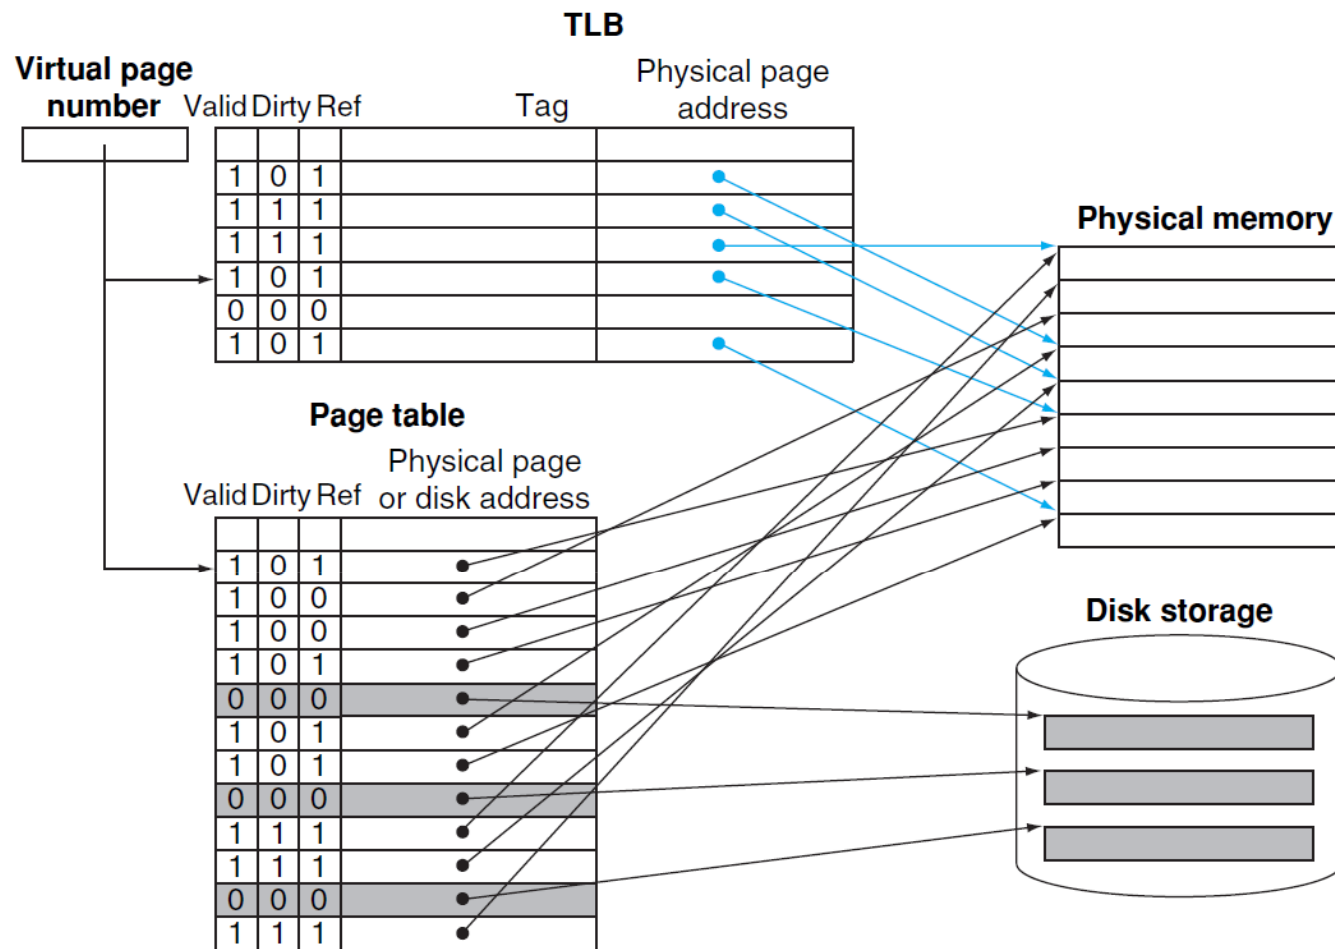 TLB
Virtual page
number
Valid Dirty Ref
Tag
Physical page
address
1 0 1
1 1 1
1 1 1
1 0 1
0 0 0
1 0 1
Physical memory
Page table
Physical page
or disk address
Valid Dirty Ref
1 0 1
1 0 0
1 0 0
1 0 1
0 0 0
1 0 1
1 0 1
0 0 0
1 1 1
1 1 1
0 0 0
1 1 1
Disk storage